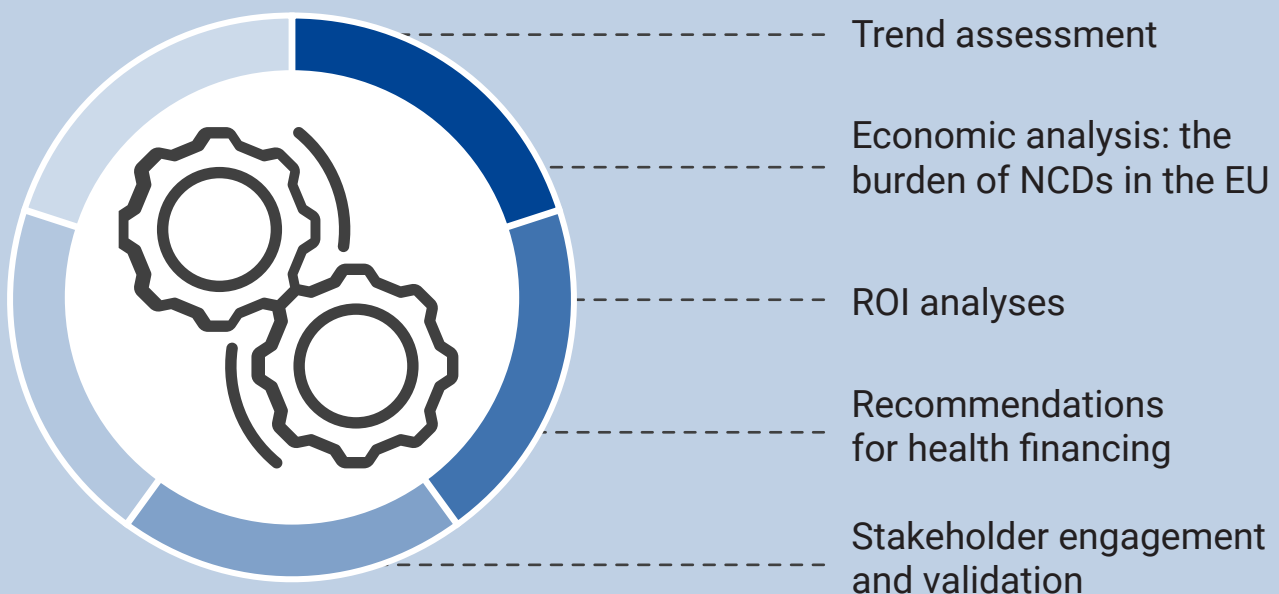 Trend assessment
Economic analysis: the
burden of NCDs in the EU
ROI analyses
Recommendations
for health financing
Stakeholder engagement
and validation